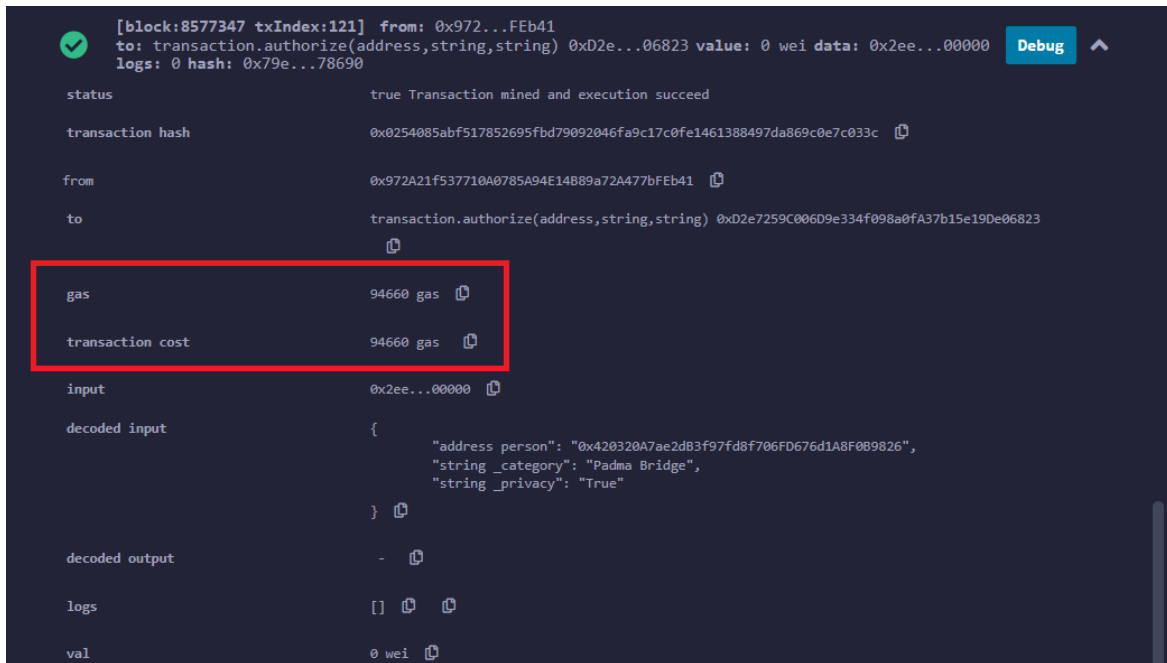 [block:8577347 txIndex:121] from: 0x972...FEb41
to: transaction.authorize(address,string,string) 0xD2e...06823 value: 0 wei data: 0x2ee...00000
logs: 0 hash: 0x79e...78690
Debug
status true Transaction mined and execution succeed
transaction hash 0x0254085abf517852695fbd79092046fa9c17c0fe1461388497da869c0e7c033c
from 0x972A21f537710A0785A94E14B89a72A477bFEb41
to transaction.authorize(address,string,string) 0xD2e7259C006D9e334f098a0fA37b15e19De06823
gas 94660 gas
transaction cost 94660 gas
input 0x2ee...00000
decoded input {
"address person": "0x420320A7ae2dB3f97fd8f706FD676d1A8F0B9826",
"string _category": "Padma Bridge",
"string _privacy": "True"
}
decoded output -
logs []
val 0 wei